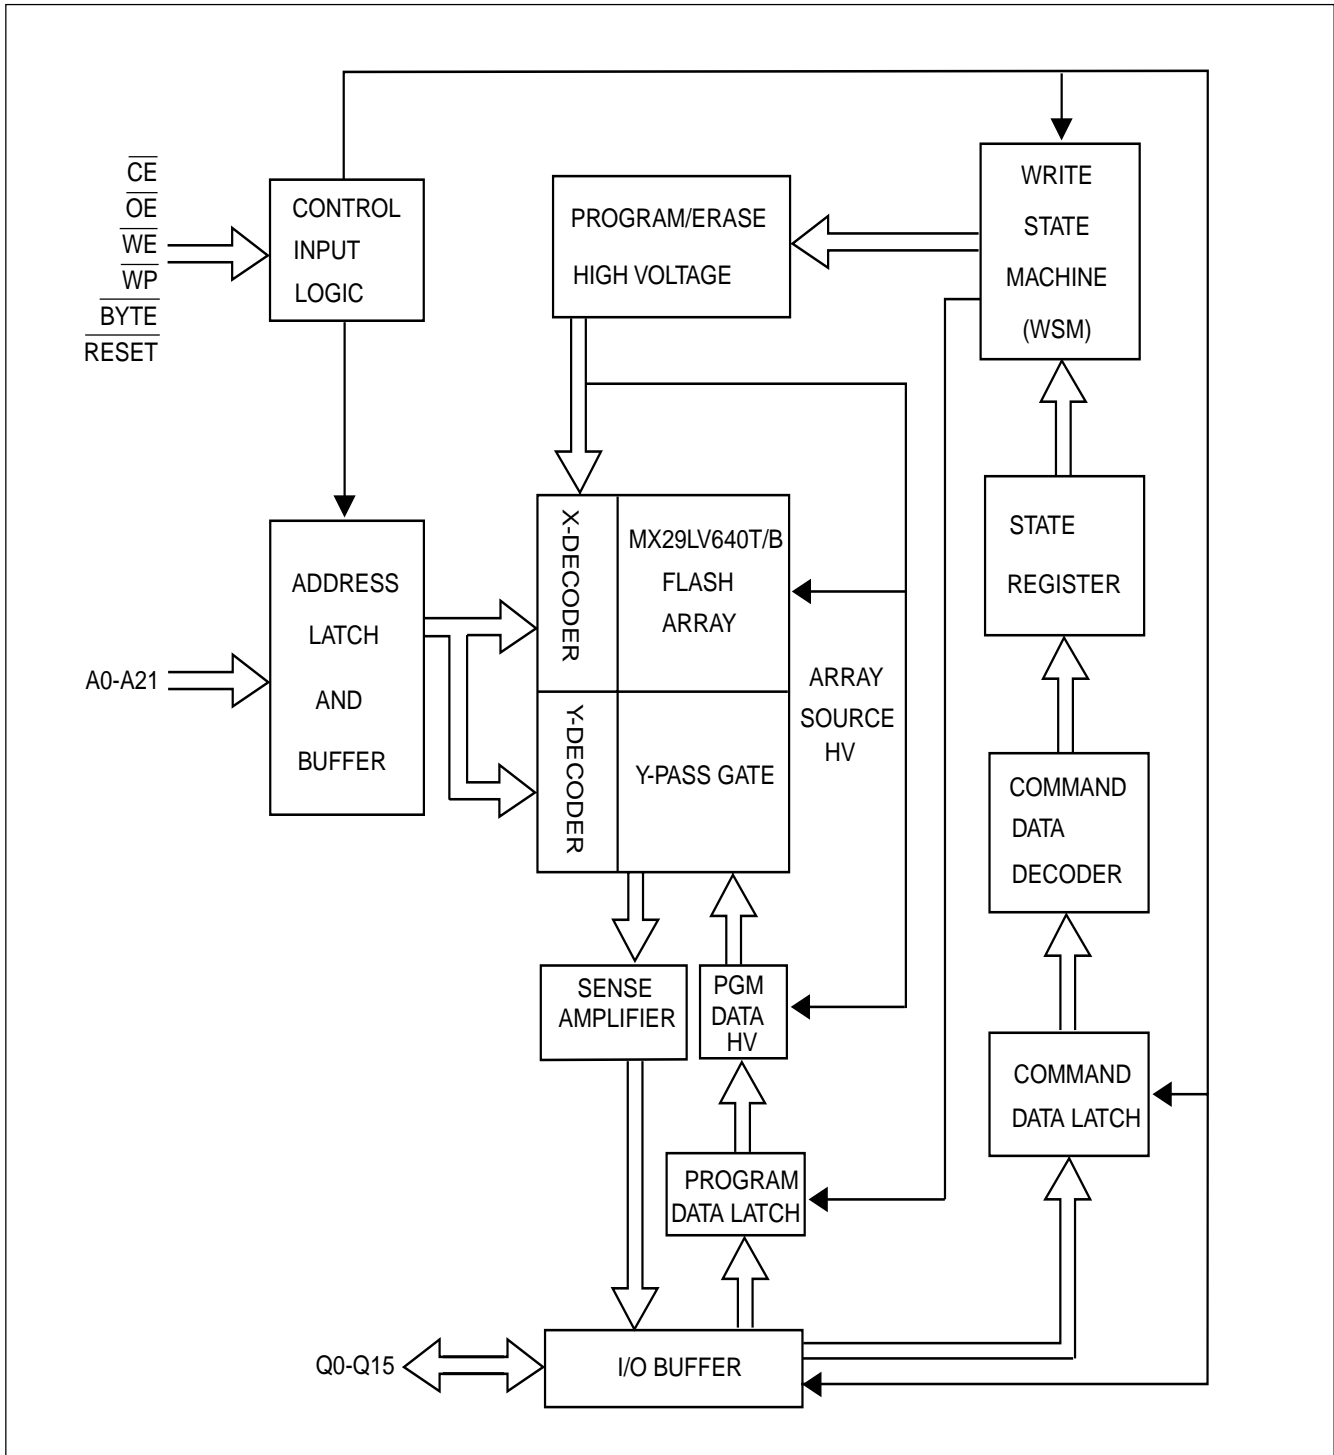 CE
OE
WE
WP
BYTE
RESET
CONTROL
INPUT
LOGIC
PROGRAM/ERASE
HIGH VOLTAGE
WRITE
STATE
MACHINE
(WSM)
A0-A21
ADDRESS
LATCH
AND
BUFFER
X-DECODER
MX29LV640T/B
FLASH
ARRAY
Y-DECODER
Y-PASS GATE
ARRAY
SOURCE
HV
STATE
REGISTER
COMMAND
DATA
DECODER
SENSE
AMPLIFIER
PGM
DATA
HV
COMMAND
DATA LATCH
PROGRAM
DATA LATCH
Q0-Q15
I/O BUFFER